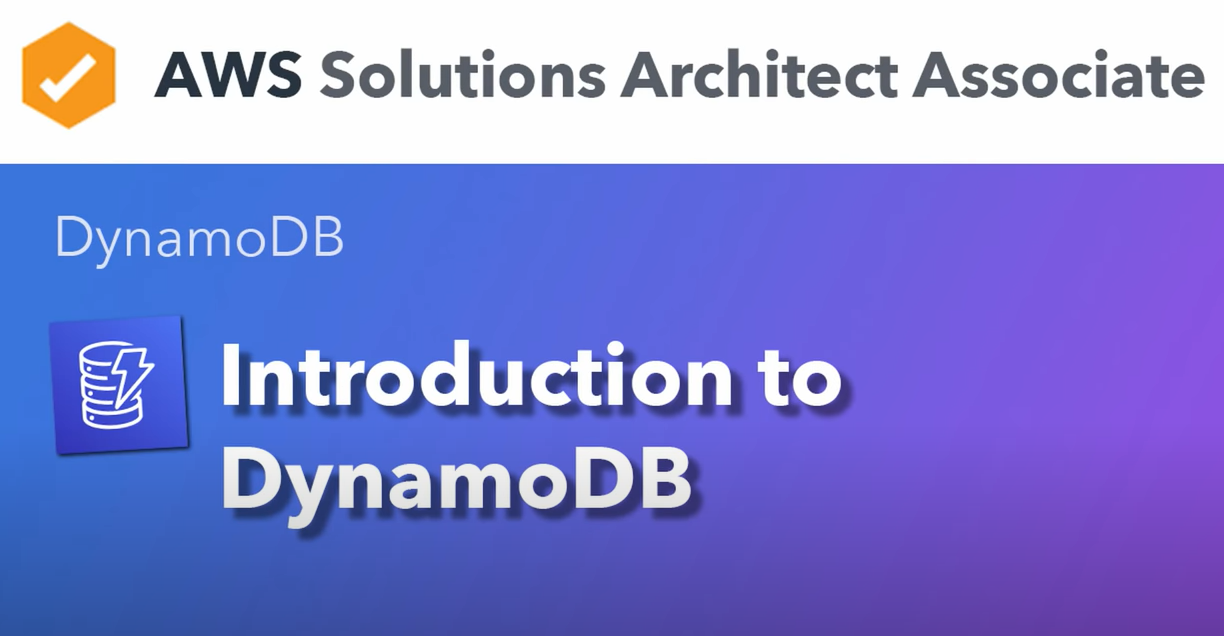 AWS Solutions Architect Associate
DynamoDB
Introduction to
DynamoDB